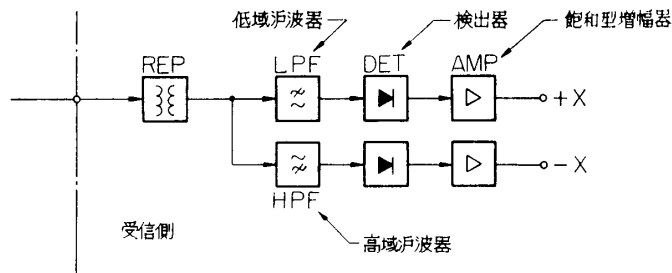 低域沪波器
検出器
飽和型増幅器
REP
LPF
DET
AMP
+X
-X
HPF
受信側
高域沪波器